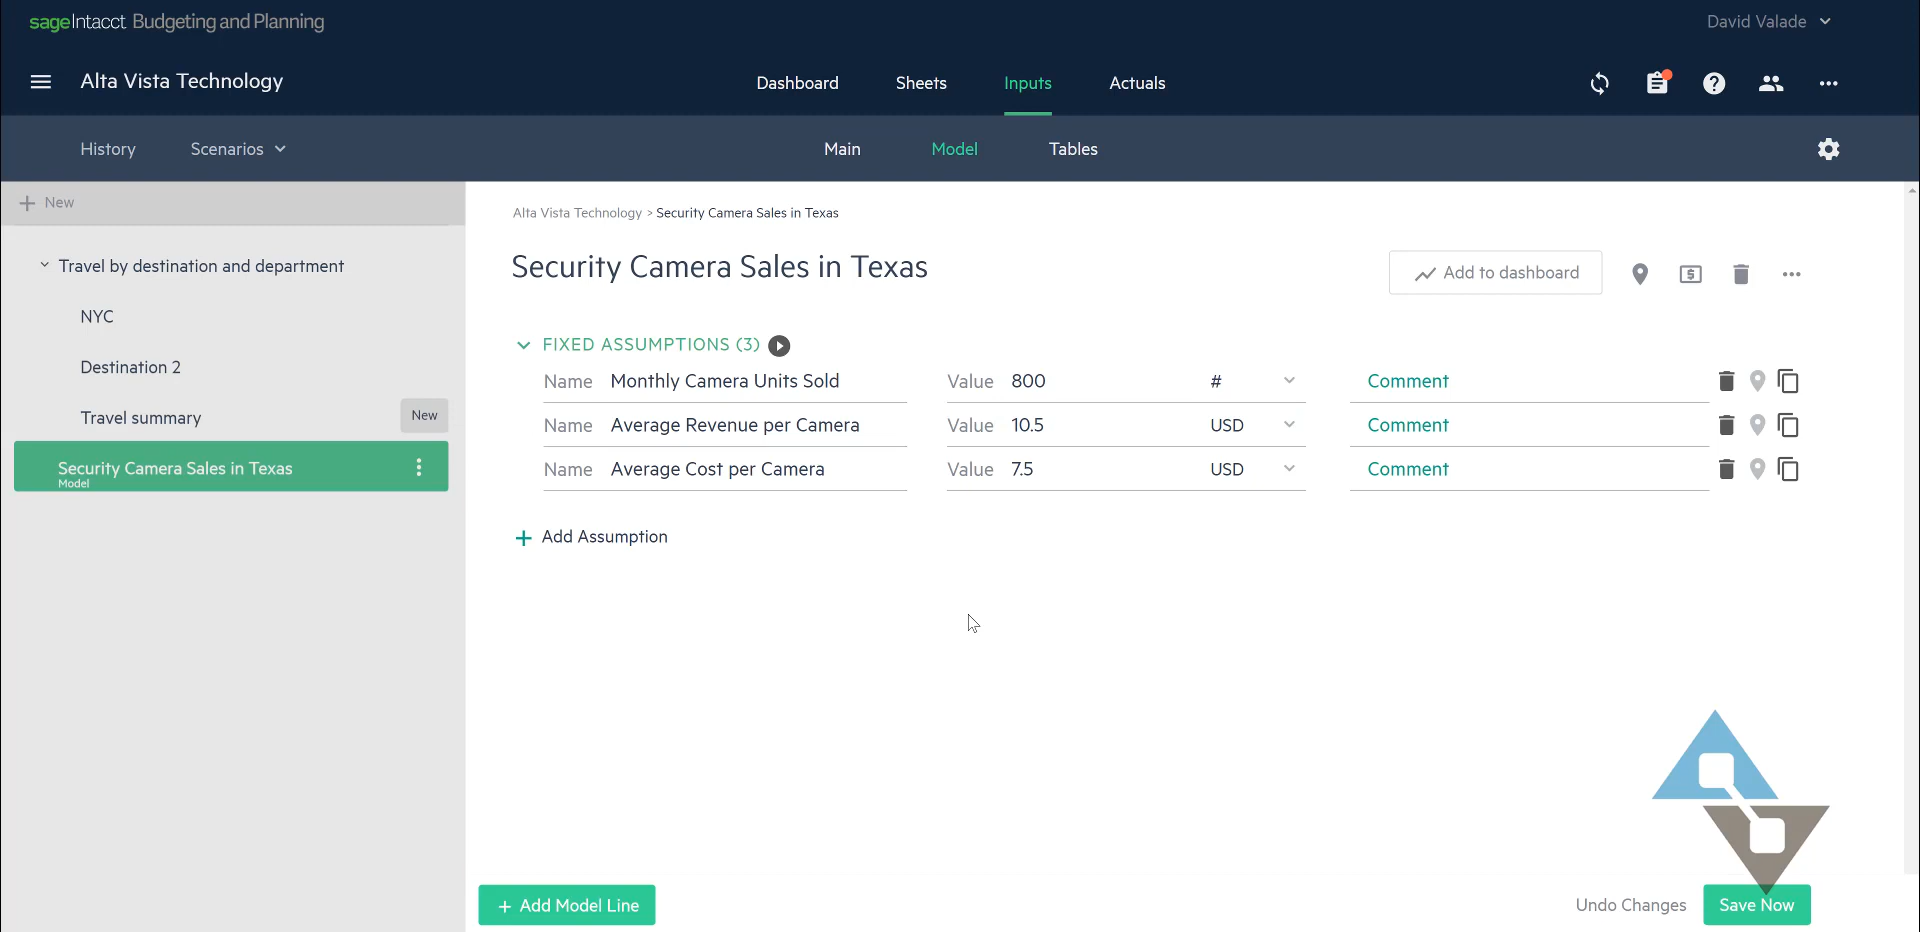 sage Intacct Budgeting and Planning
David Valade
Alta Vista Technology
Dashboard
Sheets
Inputs
Actuals
History
Scenarios
Main
Model
Tables
+ New
Travel by destination and department
NYC
Destination 2
Travel summary
New
Security Camera Sales in Texas
Model
Alta Vista Technology > Security Camera Sales in Texas
Security Camera Sales in Texas
Add to dashboard
FIXED ASSUMPTIONS (3)
Name Monthly Camera Units Sold Value 800 # Comment
Name Average Revenue per Camera Value 10.5 USD Comment
Name Average Cost per Camera Value 7.5 USD Comment
+ Add Assumption
+ Add Model Line
Undo Changes
Save Now